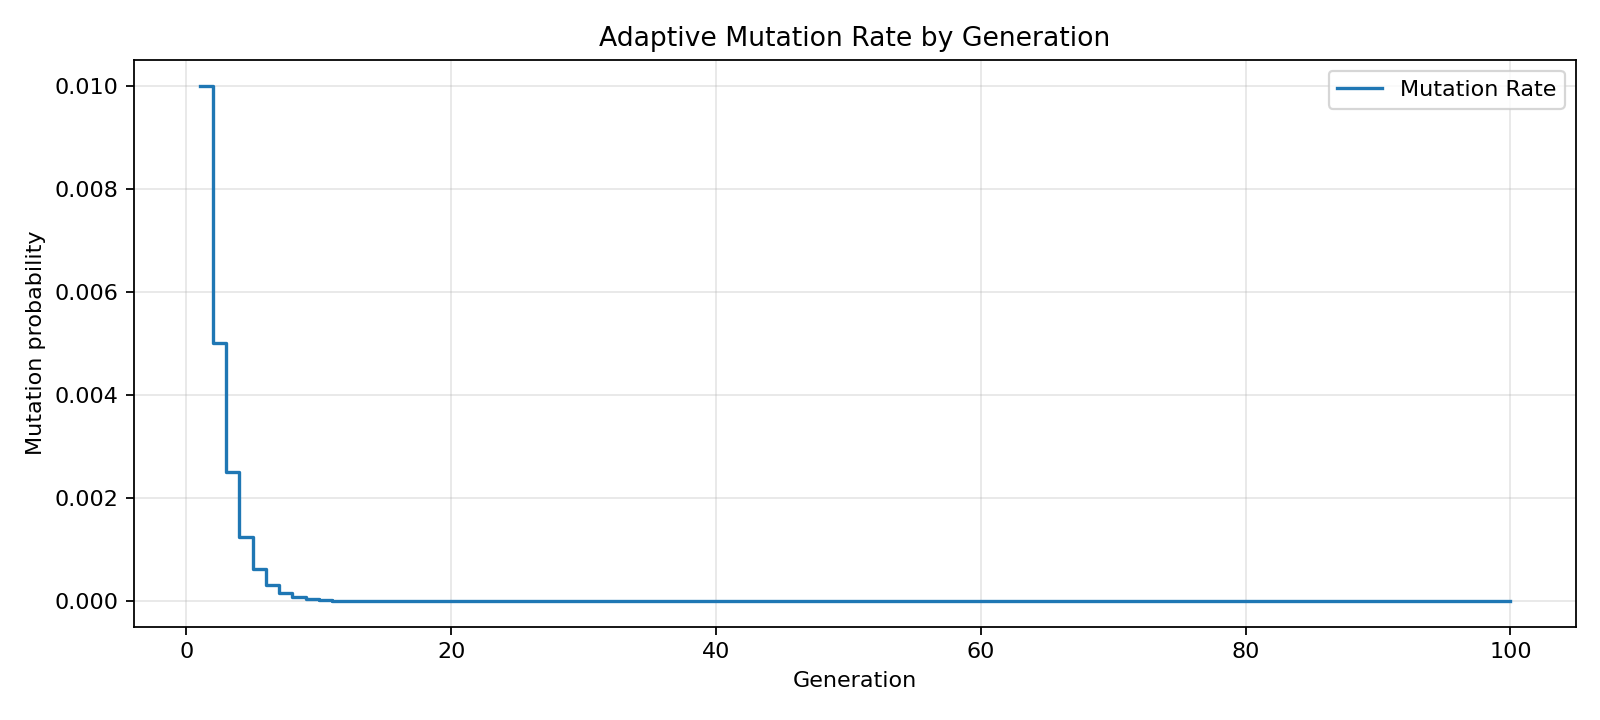 Adaptive Mutation Rate by Generation
Mutation Rate
Mutation probability
0.010
0.008
0.006
0.004
0.002
0.000
0 20 40 60 80 100
Generation